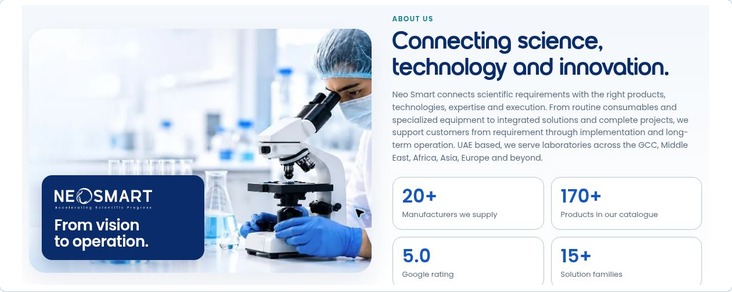 NEOSMART
Accelerating Scientific Progress
From vision
to operation.
ABOUT US
Connecting science,
technology and innovation.
Neo Smart connects scientific requirements with the right products,
technologies, expertise and execution. From routine consumables and
specialized equipment to integrated solutions and complete projects, we
support customers from requirement through implementation and long-
term operation. UAE based, we serve laboratories across the GCC, Middle
East, Africa, Asia, Europe and beyond.
20+
Manufacturers we supply
170+
Products in our catalogue
5.0
Google rating
15+
Solution families